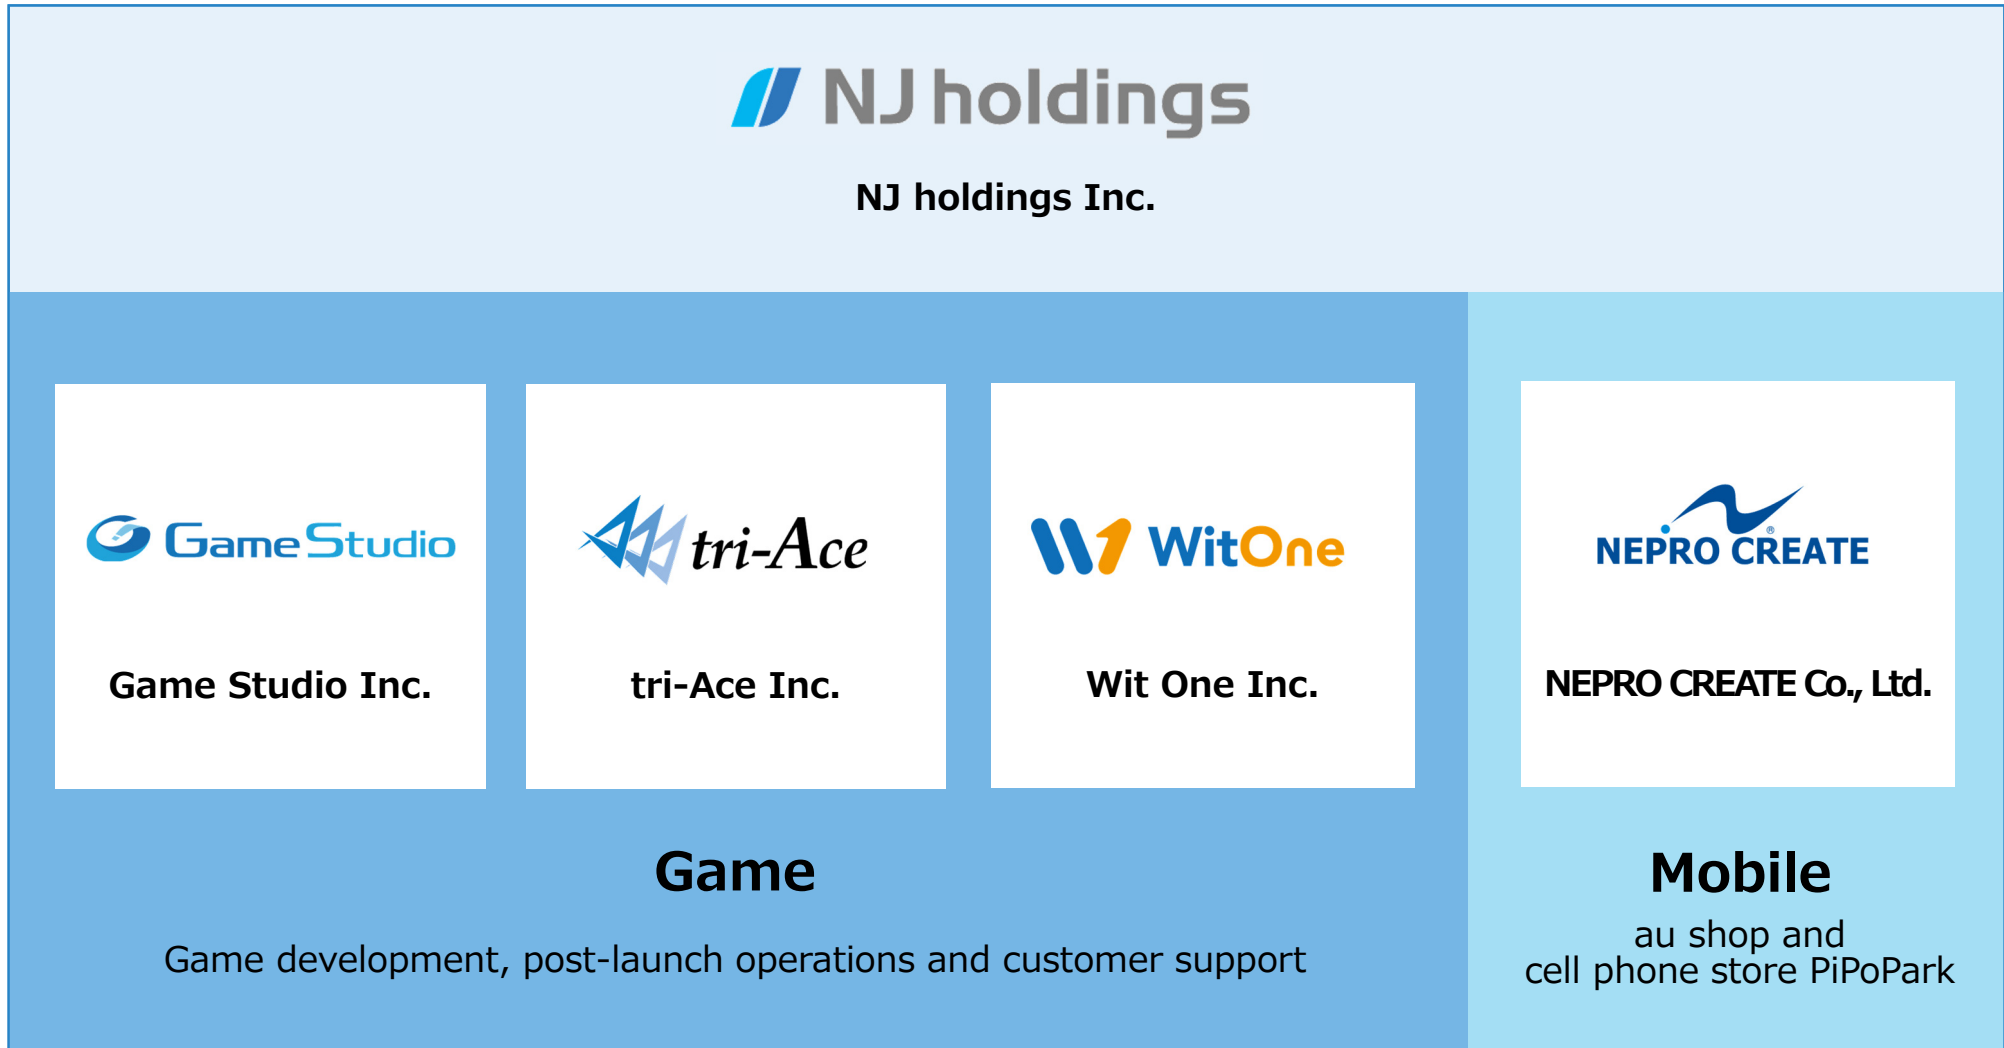 NJ holdings
NJ holdings Inc.
GameStudio
tri-Ace
WitOne
NEPRO CREATE
®
Game Studio Inc.
tri-Ace Inc.
Wit One Inc.
NEPRO CREATE Co., Ltd.
Game
Game development, post-launch operations and customer support
Mobile
au shop and
cell phone store PiPoPark